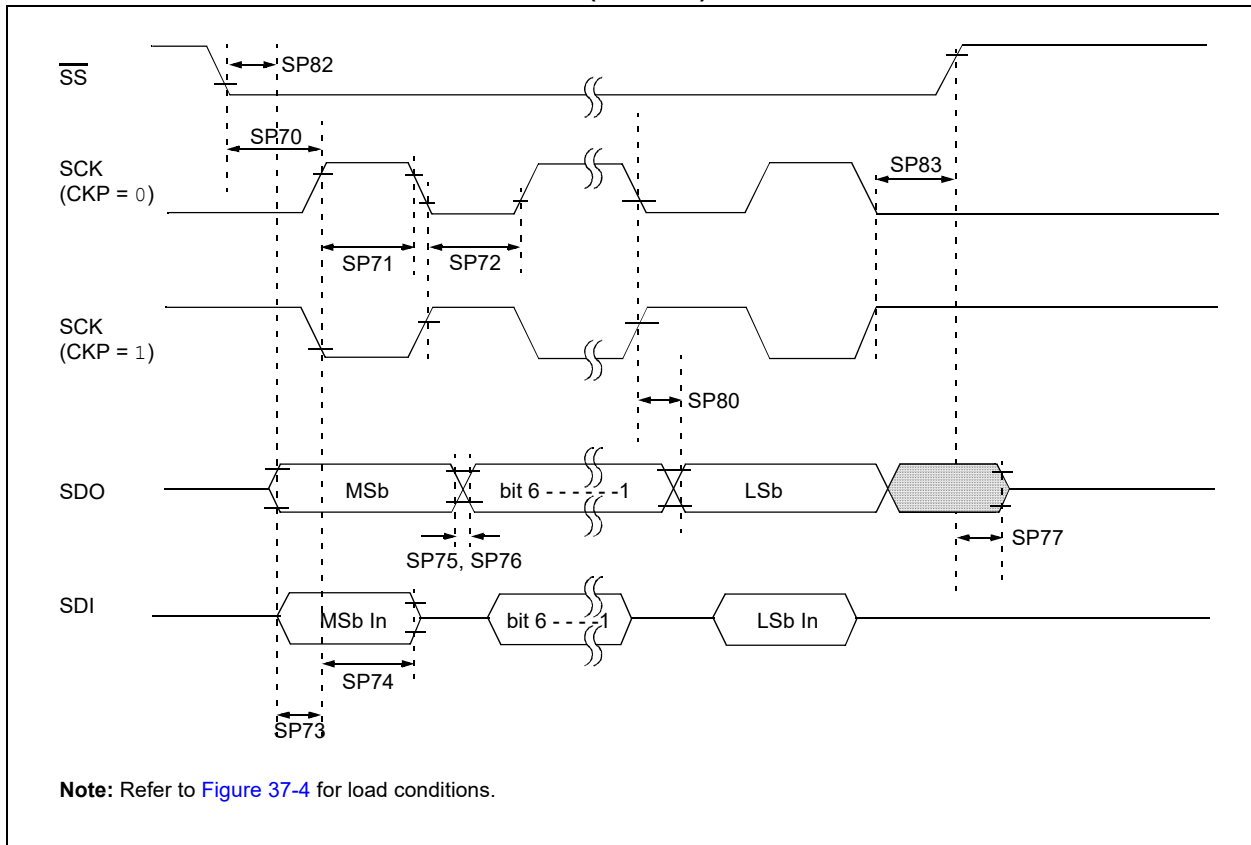 SS
SP82
SP70
SCK
(CKP = 0)
SP83
SP71
SP72
SCK
(CKP = 1)
SP80
SDO
MSb
bit 6 - - - - - -1
LSb
SP77
SP75, SP76
SDI
MSb In
bit 6 - - - -1
LSb In
SP74
SP73
Note: Refer to Figure 37-4 for load conditions.